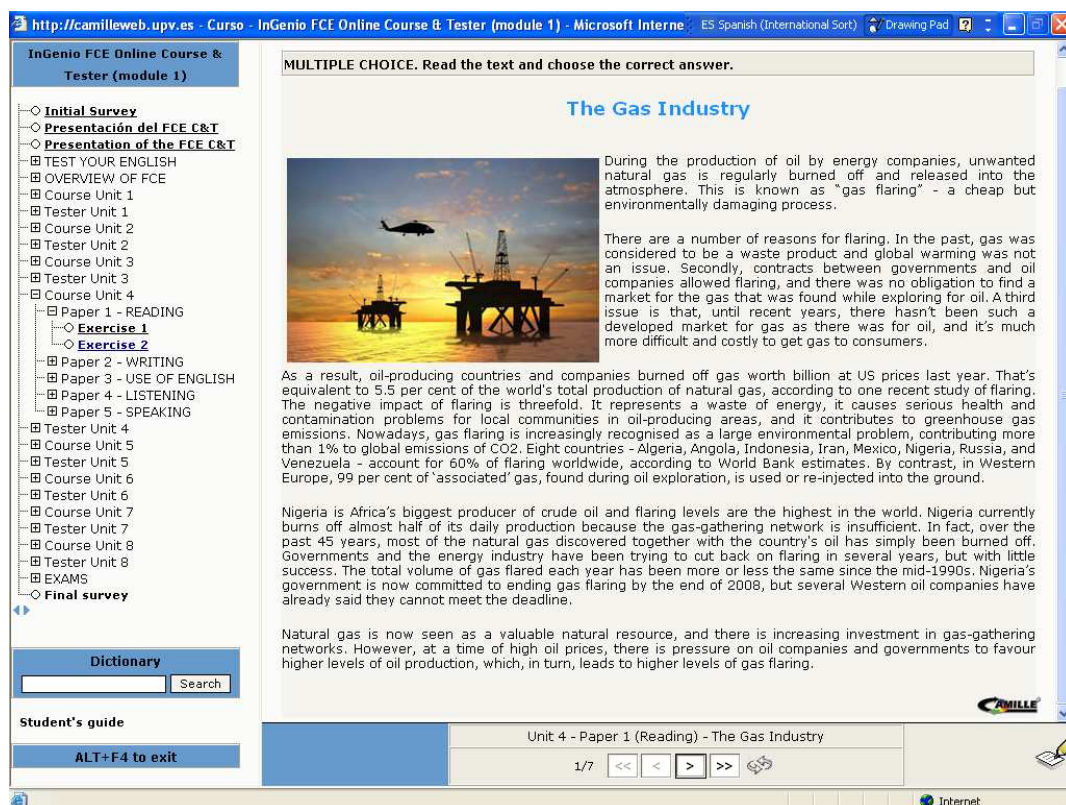 http://camilleweb.upv.es - Curso - InGenio FCE Online Course & Tester (module 1) - Microsoft Interne
ES Spanish (International Sort)
Drawing Pad
InGenio FCE Online Course &
Tester (module 1)
Initial Survey
Presentación del FCE C&T
Presentation of the FCE C&T
TEST YOUR ENGLISH
OVERVIEW OF FCE
Course Unit 1
Tester Unit 1
Course Unit 2
Tester Unit 2
Course Unit 3
Tester Unit 3
Course Unit 4
Paper 1 - READING
Exercise 1
Exercise 2
Paper 2 - WRITING
Paper 3 - USE OF ENGLISH
Paper 4 - LISTENING
Paper 5 - SPEAKING
Tester Unit 4
Course Unit 5
Tester Unit 5
Course Unit 6
Tester Unit 6
Course Unit 7
Tester Unit 7
Course Unit 8
Tester Unit 8
EXAMS
Final survey
Dictionary
Search
Student's guide
ALT+F4 to exit
MULTIPLE CHOICE. Read the text and choose the correct answer.
The Gas Industry
During the production of oil by energy companies, unwanted
natural gas is regularly burned off and released into the
atmosphere. This is known as "gas flaring" - a cheap but
environmentally damaging process.
There are a number of reasons for flaring. In the past, gas was
considered to be a waste product and global warming was not
an issue. Secondly, contracts between governments and oil
companies allowed flaring, and there was no obligation to find a
market for the gas that was found while exploring for oil. A third
issue is that, until recent years, there hasn't been such a
developed market for gas as there was for oil, and it's much
more difficult and costly to get gas to consumers.
As a result, oil-producing countries and companies burned off gas worth billion at US prices last year. That's
equivalent to 5.5 per cent of the world's total production of natural gas, according to one recent study of flaring.
The negative impact of flaring is threefold. It represents a waste of energy, it causes serious health and
contamination problems for local communities in oil-producing areas, and it contributes to greenhouse gas
emissions. Nowadays, gas flaring is increasingly recognised as a large environmental problem, contributing more
than 1% to global emissions of CO2. Eight countries - Algeria, Angola, Indonesia, Iran, Mexico, Nigeria, Russia, and
Venezuela - account for 60% of flaring worldwide, according to World Bank estimates. By contrast, in Western
Europe, 99 per cent of 'associated' gas, found during oil exploration, is used or re-injected into the ground.
Nigeria is Africa's biggest producer of crude oil and flaring levels are the highest in the world. Nigeria currently
burns off almost half of its daily production because the gas-gathering network is insufficient. In fact, over the
past 45 years, most of the natural gas discovered together with the country's oil has simply been burned off.
Governments and the energy industry have been trying to cut back on flaring in several years, but with little
success. The total volume of gas flared each year has been more or less the same since the mid-1990s. Nigeria's
government is now committed to ending gas flaring by the end of 2008, but several Western oil companies have
already said they cannot meet the deadline.
Natural gas is now seen as a valuable natural resource, and there is increasing investment in gas-gathering
networks. However, at a time of high oil prices, there is pressure on oil companies and governments to favour
higher levels of oil production, which, in turn, leads to higher levels of gas flaring.
CAMILLE
Unit 4 - Paper 1 (Reading) - The Gas Industry
1/7 << < > >>
Internet